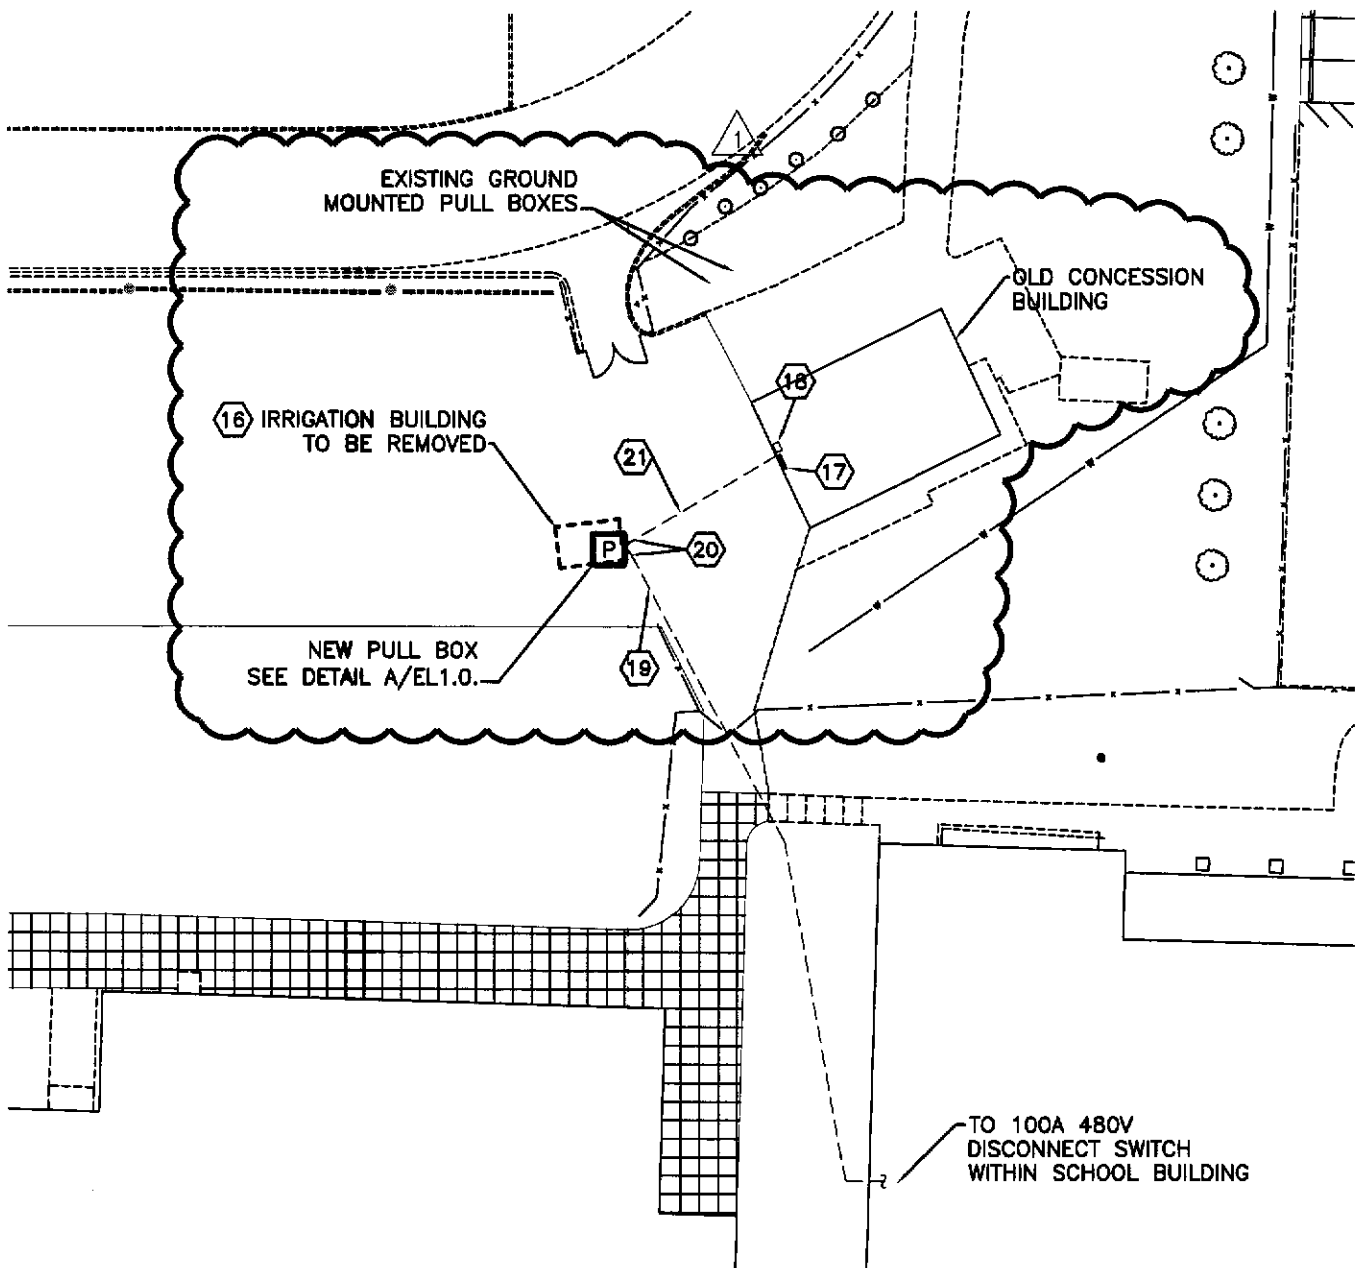 1
EXISTING GROUND
MOUNTED PULL BOXES
OLD CONCESSION
BUILDING
18
16 IRRIGATION BUILDING
TO BE REMOVED
21
17
P
20
NEW PULL BOX
SEE DETAIL A/EL1.0.
19
TO 100A 480V
DISCONNECT SWITCH
WITHIN SCHOOL BUILDING